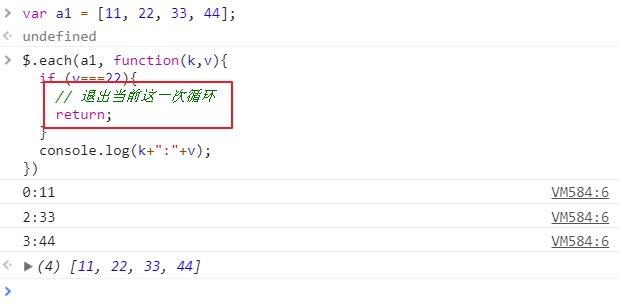 var a1 = [11, 22, 33, 44];
undefined
$.each(a1, function(k,v){
if (v===22){
// 退出当前这一次循环
return;
}
console.log(k+":"+v);
})
0:11 VM584:6
2:33 VM584:6
3:44 VM584:6
(4) [11, 22, 33, 44]